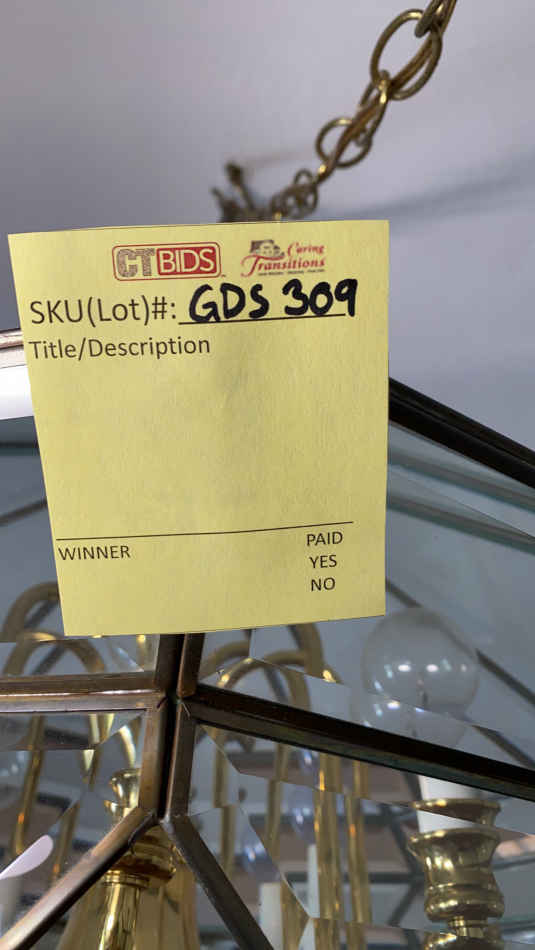 CTBIDS
Caring
Transitions
SKU(Lot)#: GDS 309
Title/Description
WINNER
PAID
YES
NO